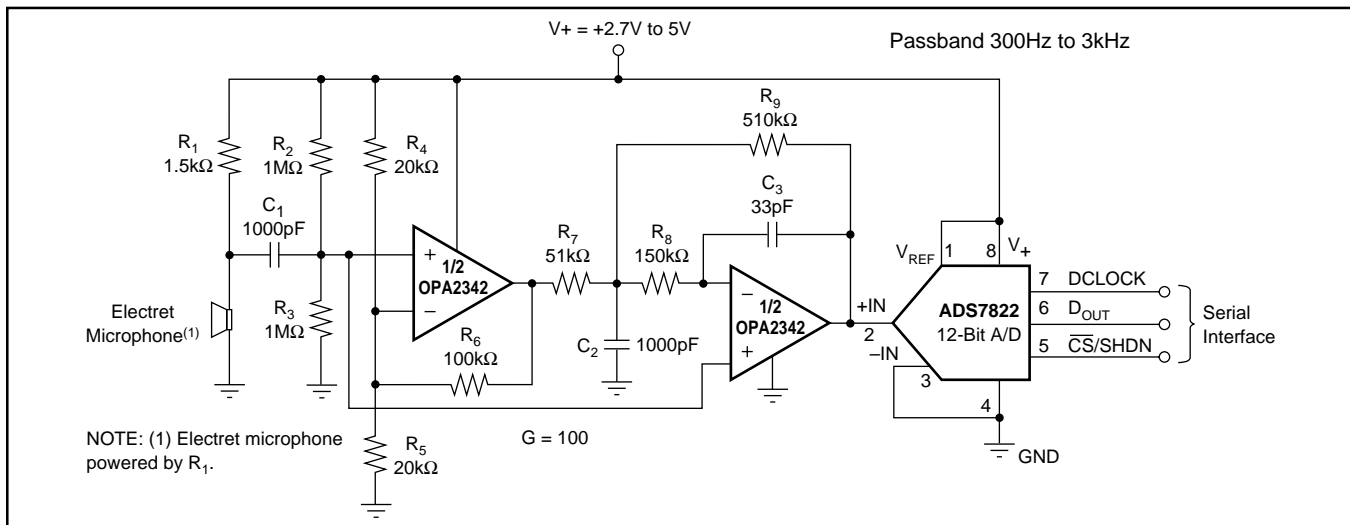 V+ = +2.7V to 5V
Passband 300Hz to 3kHz
R1
1.5kΩ
R2
1MΩ
R4
20kΩ
R9
510kΩ
C1
1000pF
C3
33pF
R7
51kΩ
R8
150kΩ
+
1/2
OPA2342
−
VREF
1
8
V+
7
DCLOCK
6
DOUT
5
CS/SHDN
Serial
Interface
ADS7822
12-Bit A/D
+IN
2
−IN
3
4
GND
Electret
Microphone(1)
R3
1MΩ
R6
100kΩ
C2
1000pF
−
1/2
OPA2342
+
R5
20kΩ
G = 100
NOTE: (1) Electret microphone
powered by R1.